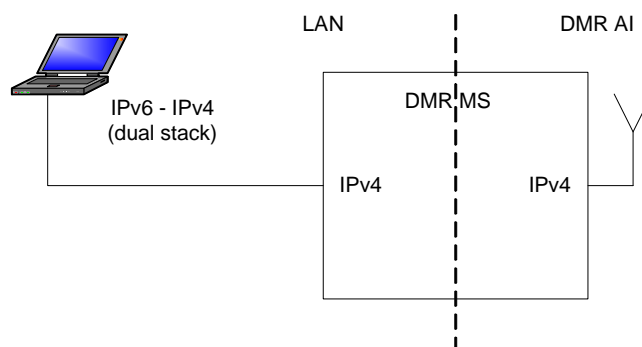 LAN
DMR AI
IPv6 - IPv4
(dual stack)
DMR MS
IPv4
IPv4